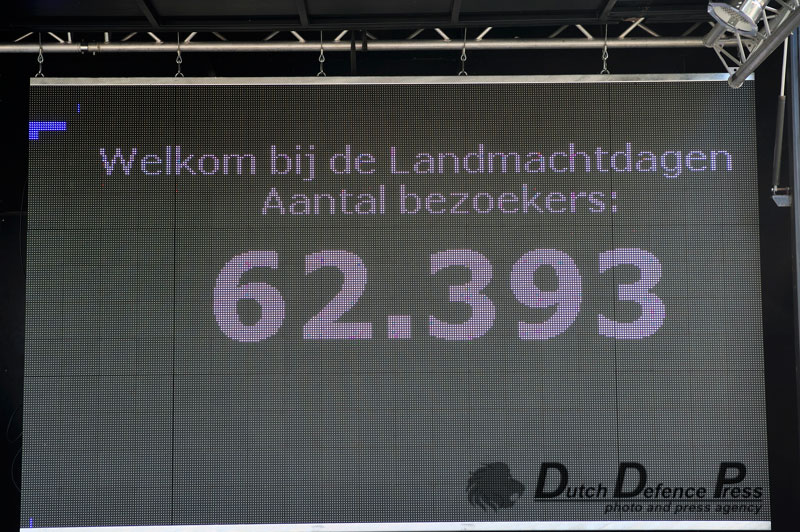 Welkom bij de Landmachtdagen
Aantal bezoekers:
62.393
Dutch Defence Press
photo and press agency